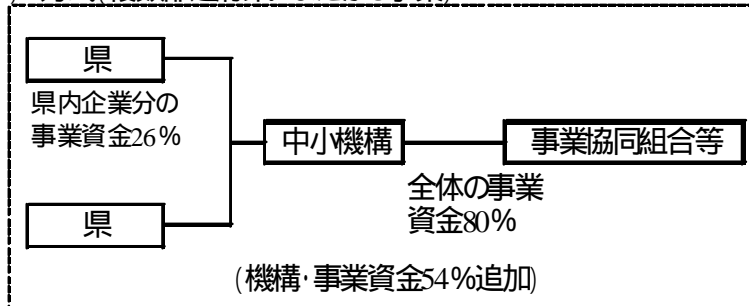 県
県内企業分の
事業資金26%
中小機構
事業協同組合等
全体の事業
資金80%
県
(機構・事業資金54%追加)